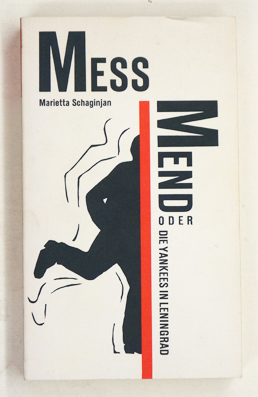 MESS
Marietta Schaginjan
MEND
ODER
DIE YANKEES IN LENINGRAD